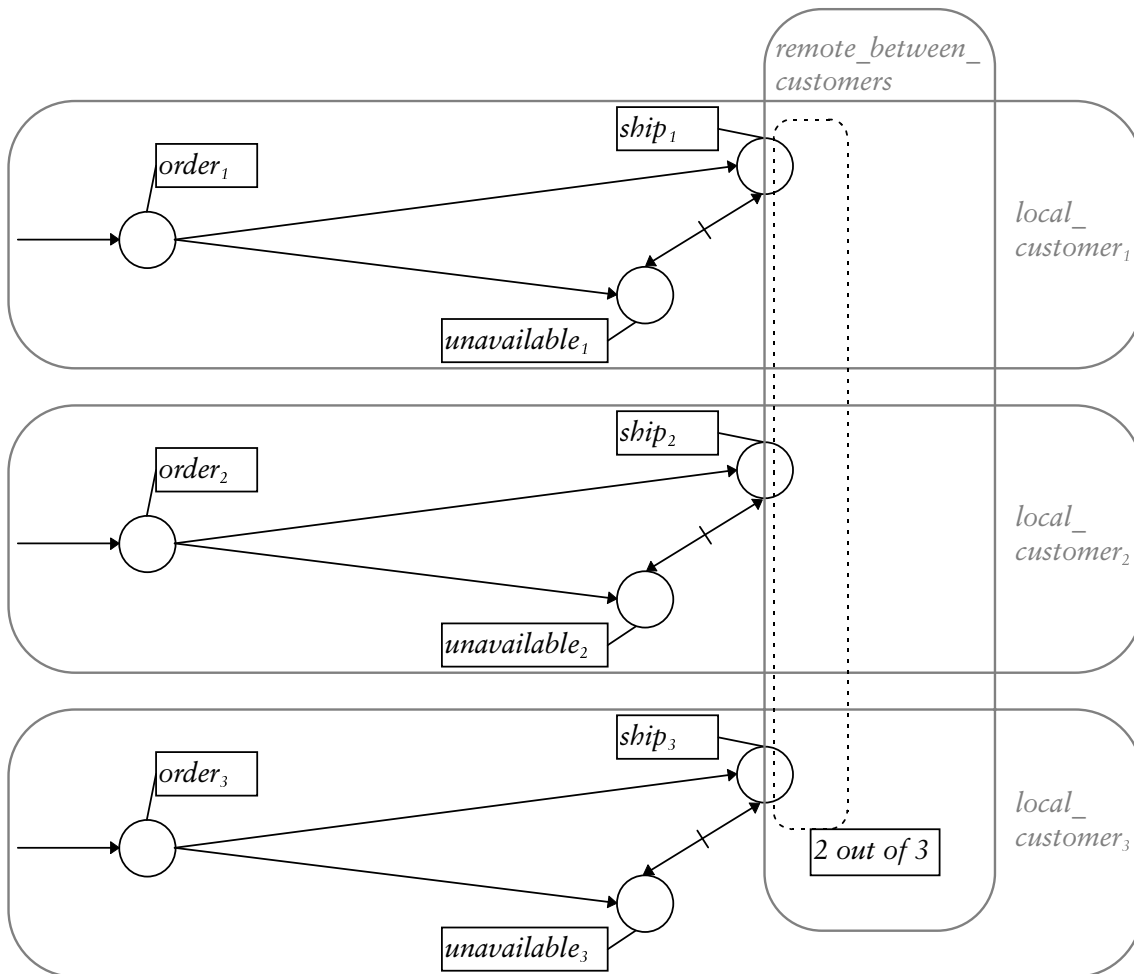 remote_between_
customers
ship₁
order₁
local_
customer₁
unavailable₁
ship₂
order₂
local_
customer₂
unavailable₂
ship₃
order₃
local_
customer₃
2 out of 3
unavailable₃